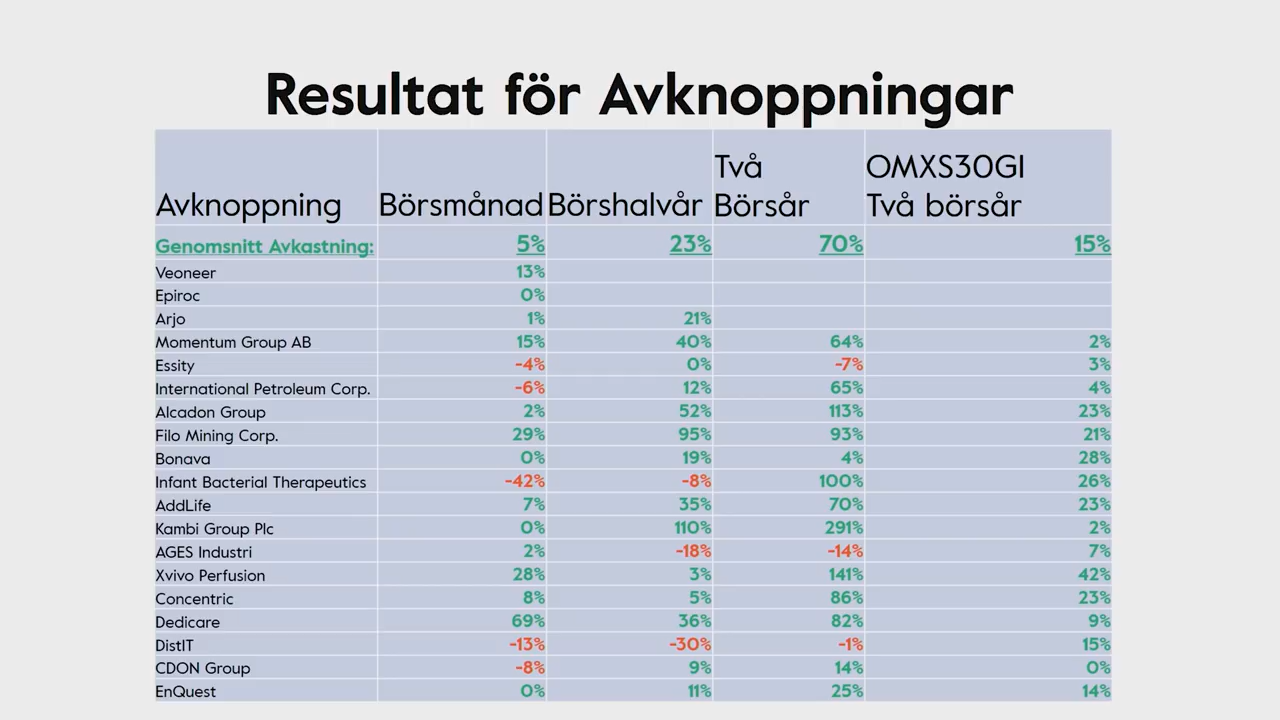 Resultat för Avknoppningar
Avknoppning Börsmånad Börshalvår Två Börsår OMXS30GI Två börsår
Genomsnitt Avkastning: 5% 23% 70% 15%
Veoneer 13%
Epiroc 0%
Arjo 1% 21%
Momentum Group AB 15% 40% 64% 2%
Essity -4% 0% -7% 3%
International Petroleum Corp. -6% 12% 65% 4%
Alcadon Group 2% 52% 113% 23%
Filo Mining Corp. 29% 95% 93% 21%
Bonava 0% 19% 4% 28%
Infant Bacterial Therapeutics -42% -8% 100% 26%
AddLife 7% 35% 70% 23%
Kambi Group Plc 0% 110% 291% 2%
AGES Industri 2% -18% -14% 7%
Xvivo Perfusion 28% 3% 141% 42%
Concentric 8% 5% 86% 23%
Dedicare 69% 36% 82% 9%
DistIT -13% -30% -1% 15%
CDON Group -8% 9% 14% 0%
EnQuest 0% 11% 25% 14%